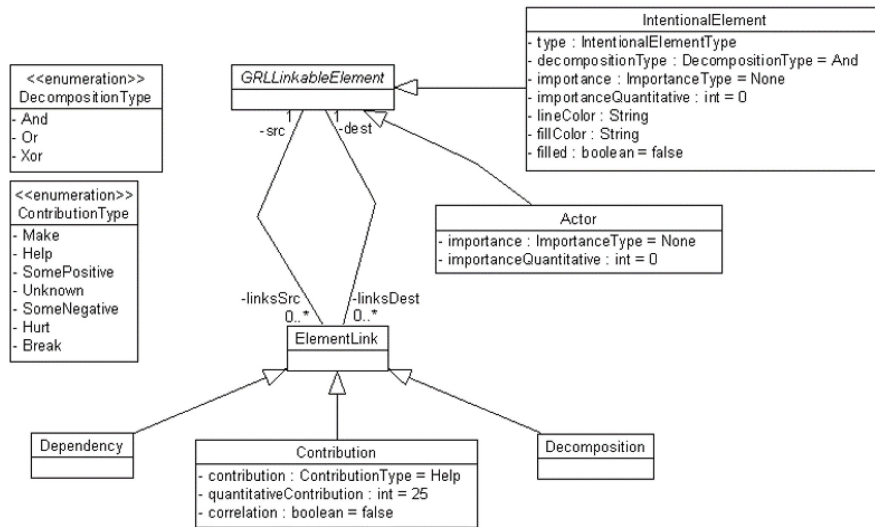 IntentionalElement
- type : IntentionalElementType
- decompositionType : DecompositionType = And
- importance : ImportanceType = None
- importanceQuantitative : int = 0
- lineColor : String
- fillColor : String
- filled : boolean = false
GRLLinkableElement
1
-src
1
-dest
<<enumeration>>
DecompositionType
- And
- Or
- Xor
<<enumeration>>
ContributionType
- Make
- Help
- SomePositive
- Unknown
- SomeNegative
- Hurt
- Break
Actor
- importance : ImportanceType = None
- importanceQuantitative : int = 0
-linksSrc
0..*
-linksDest
0..*
ElementLink
Dependency
Contribution
- contribution : ContributionType = Help
- quantitativeContribution : int = 25
- correlation : boolean = false
Decomposition